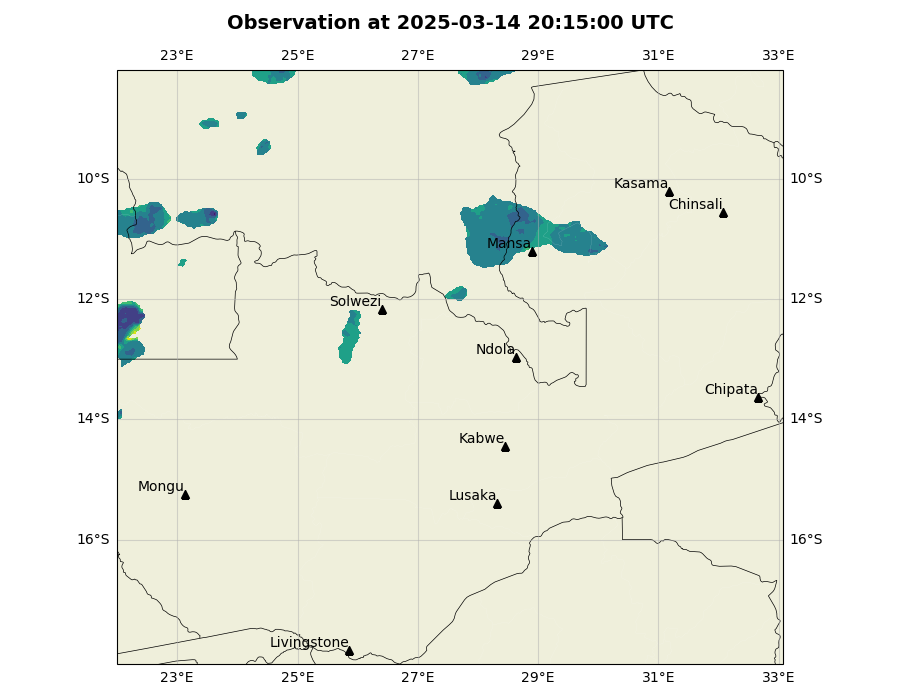 Observation at 2025-03-14 20:15:00 UTC
23°E 25°E 27°E 29°E 31°E 33°E
10°S 10°S
Kasama
Chinsali
Mansa
12°S 12°S
Solwezi
Ndola
Chipata
14°S 14°S
Kabwe
Mongu
Lusaka
16°S 16°S
Livingstone
23°E 25°E 27°E 29°E 31°E 33°E